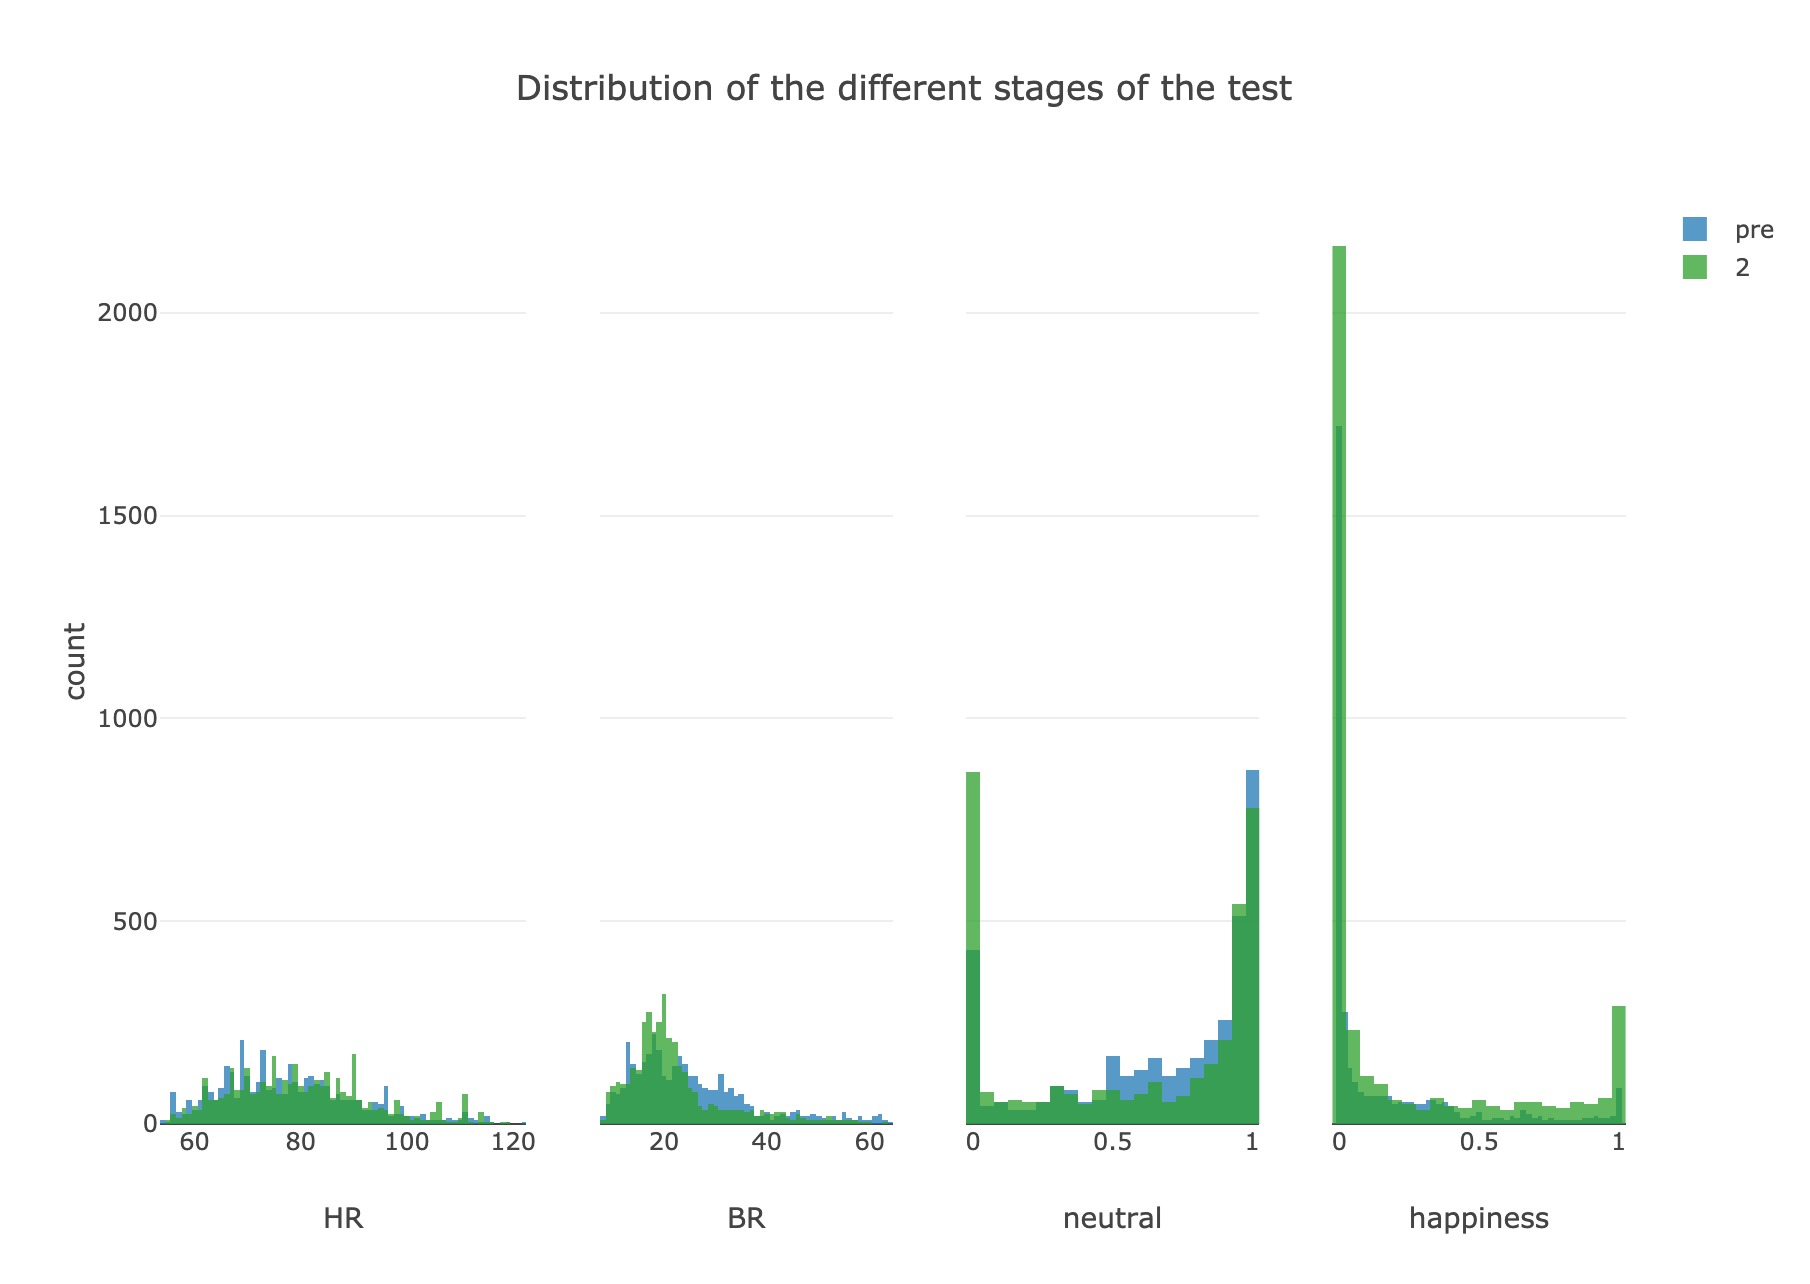 Distribution of the different stages of the test
pre
2
count
2000
1500
1000
500
0
60 80 100 120
20 40 60
0 0.5 1
0 0.5 1
HR
BR
neutral
happiness